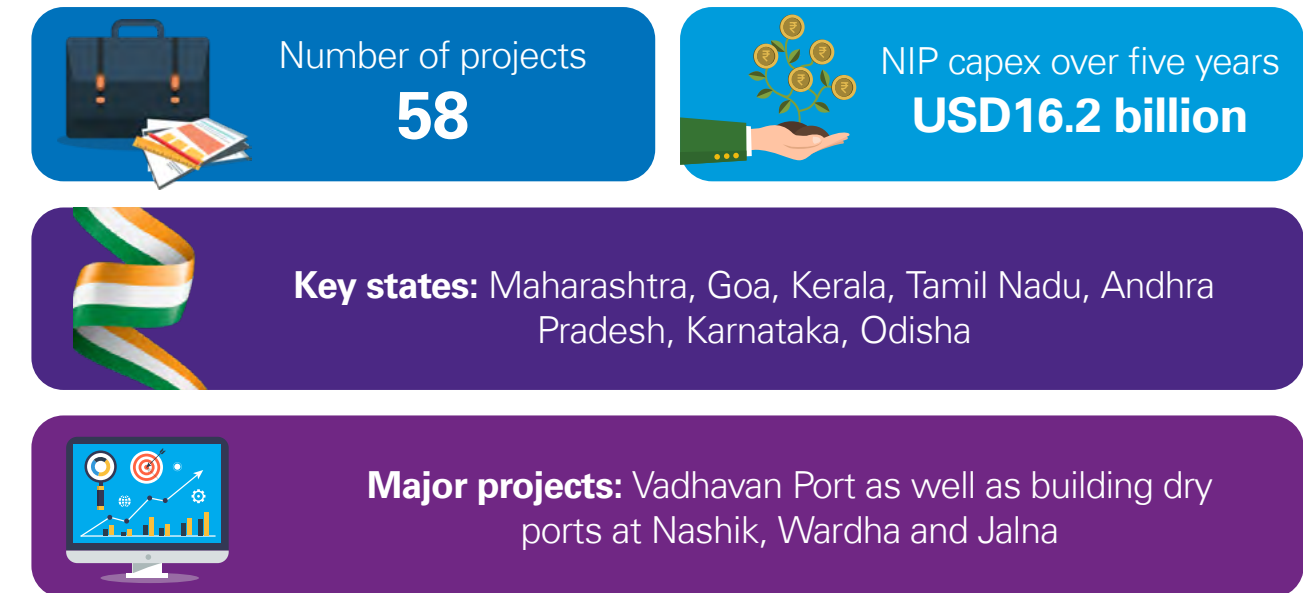 Number of projects
58
NIP capex over five years
USD16.2 billion
Key states: Maharashtra, Goa, Kerala, Tamil Nadu, Andhra
Pradesh, Karnataka, Odisha
Major projects: Vadhavan Port as well as building dry
ports at Nashik, Wardha and Jalna